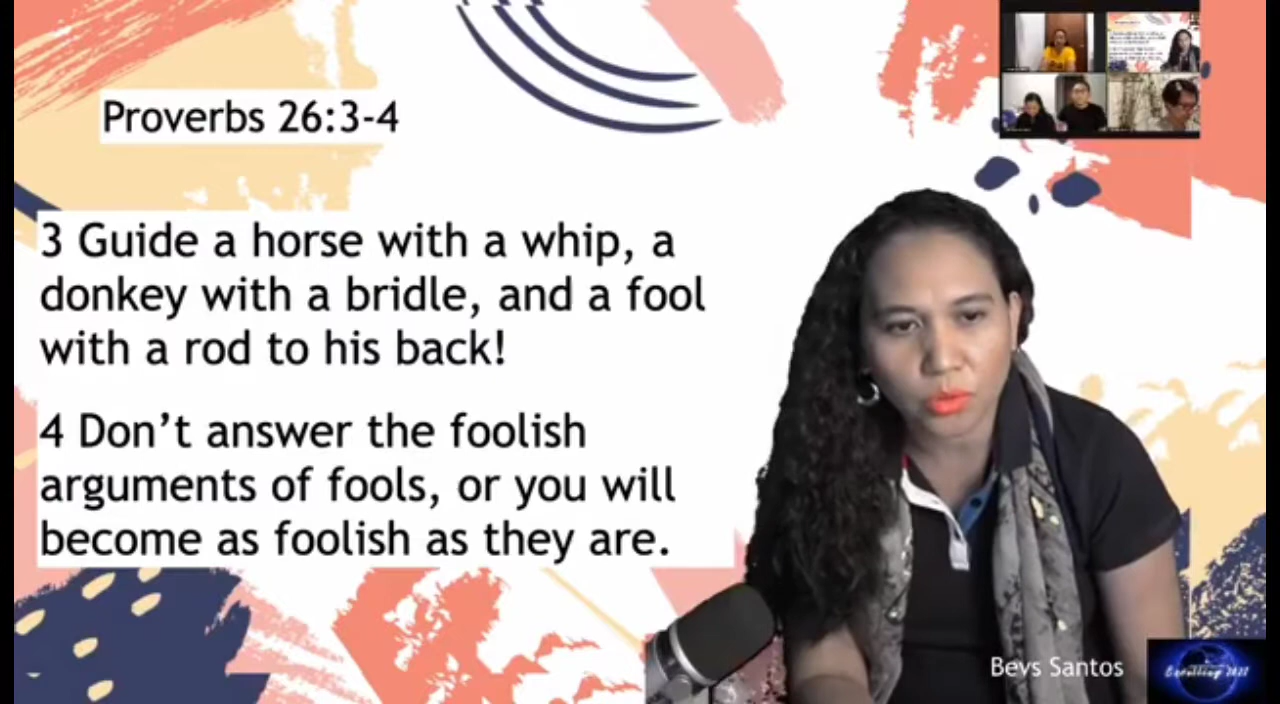 Proverbs 26:3-4
3 Guide a horse with a whip, a
donkey with a bridle, and a fool
with a rod to his back!
4 Don’t answer the foolish
arguments of fools, or you will
become as foolish as they are.
Bevs Santos